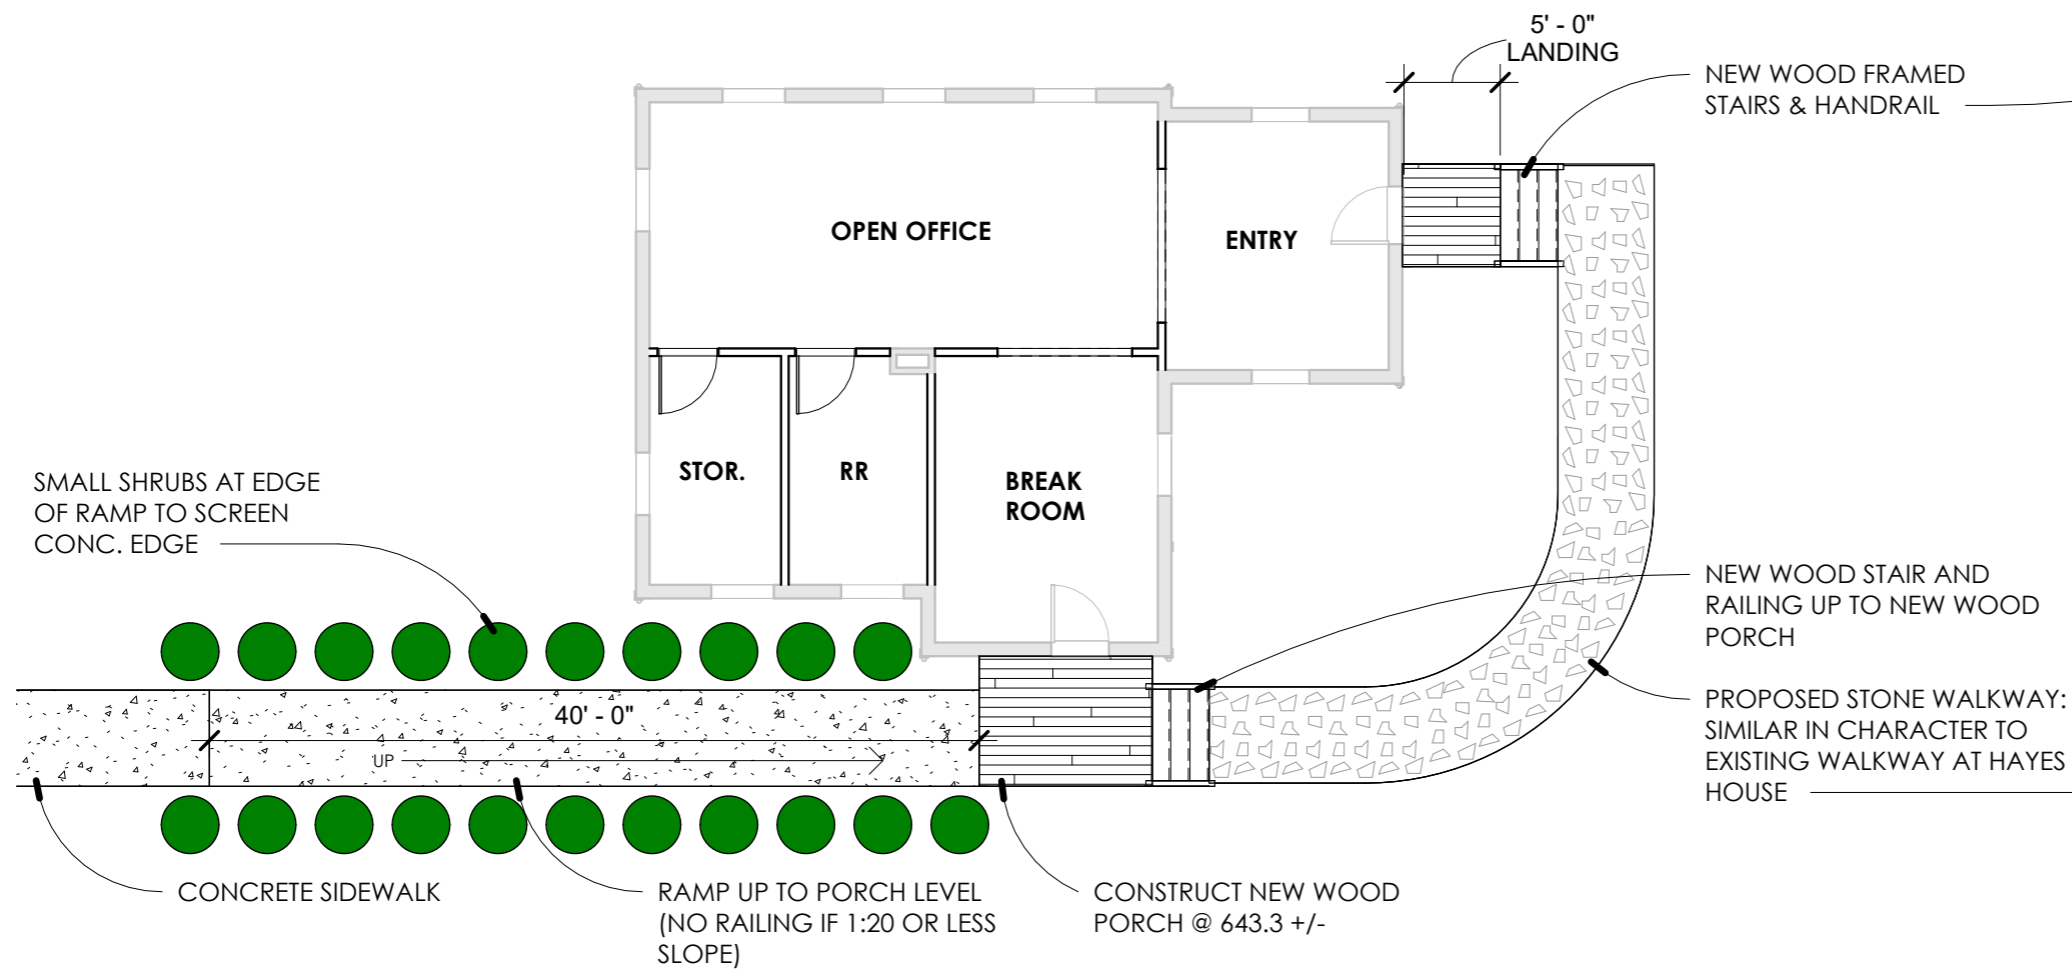 5' - 0"
LANDING
NEW WOOD FRAMED
STAIRS & HANDRAIL
OPEN OFFICE
ENTRY
SMALL SHRUBS AT EDGE
OF RAMP TO SCREEN
CONC. EDGE
STOR.
RR
BREAK
ROOM
NEW WOOD STAIR AND
RAILING UP TO NEW WOOD
PORCH
40' - 0"
UP
PROPOSED STONE WALKWAY:
SIMILAR IN CHARACTER TO
EXISTING WALKWAY AT HAYES
HOUSE
CONCRETE SIDEWALK
RAMP UP TO PORCH LEVEL
(NO RAILING IF 1:20 OR LESS
SLOPE)
CONSTRUCT NEW WOOD
PORCH @ 643.3 +/-